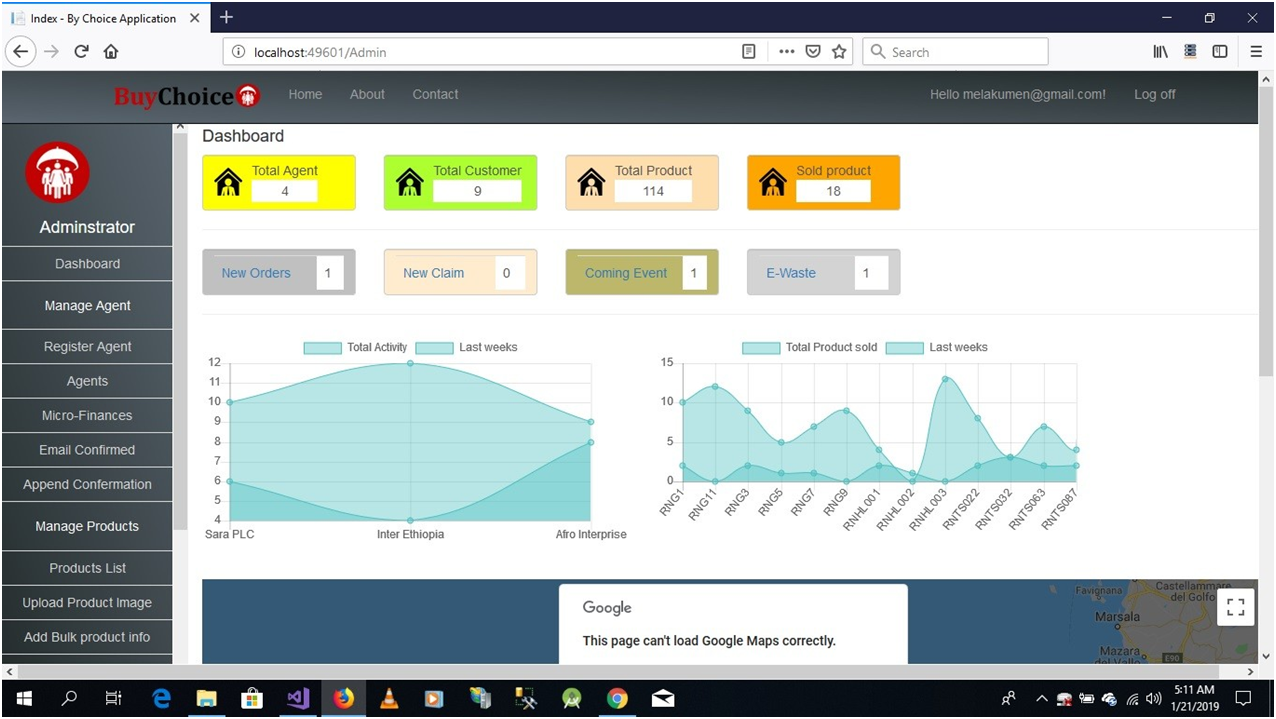 Index - By Choice Application
localhost:49601/Admin
Search
BuyChoice
Home About Contact
Hello melakumen@gmail.com! Log off
Adminstrator
Dashboard
Manage Agent
Register Agent
Agents
Micro-Finances
Email Confirmed
Append Confermation
Manage Products
Products List
Upload Product Image
Add Bulk product info
Dashboard
Total Agent
4
Total Customer
9
Total Product
114
Sold product
18
New Orders 1
New Claim 0
Coming Event 1
E-Waste 1
Total Activity Last weeks
12
11
10
9
8
7
6
5
4
Sara PLC Inter Ethiopia Afro Interprise
Total Product sold Last weeks
15
10
5
0
RNG1
RNG11
RNG3
RNG5
RNG7
RNG9
RNHL001
RNHL002
RNHL003
RNTS022
RNTS032
RNTS063
RNTS087
Google
This page can't load Google Maps correctly.
Favignana
Castellammare
del Golfo
Marsala
Mazara
del Vallo
E90
5:11 AM
1/21/2019